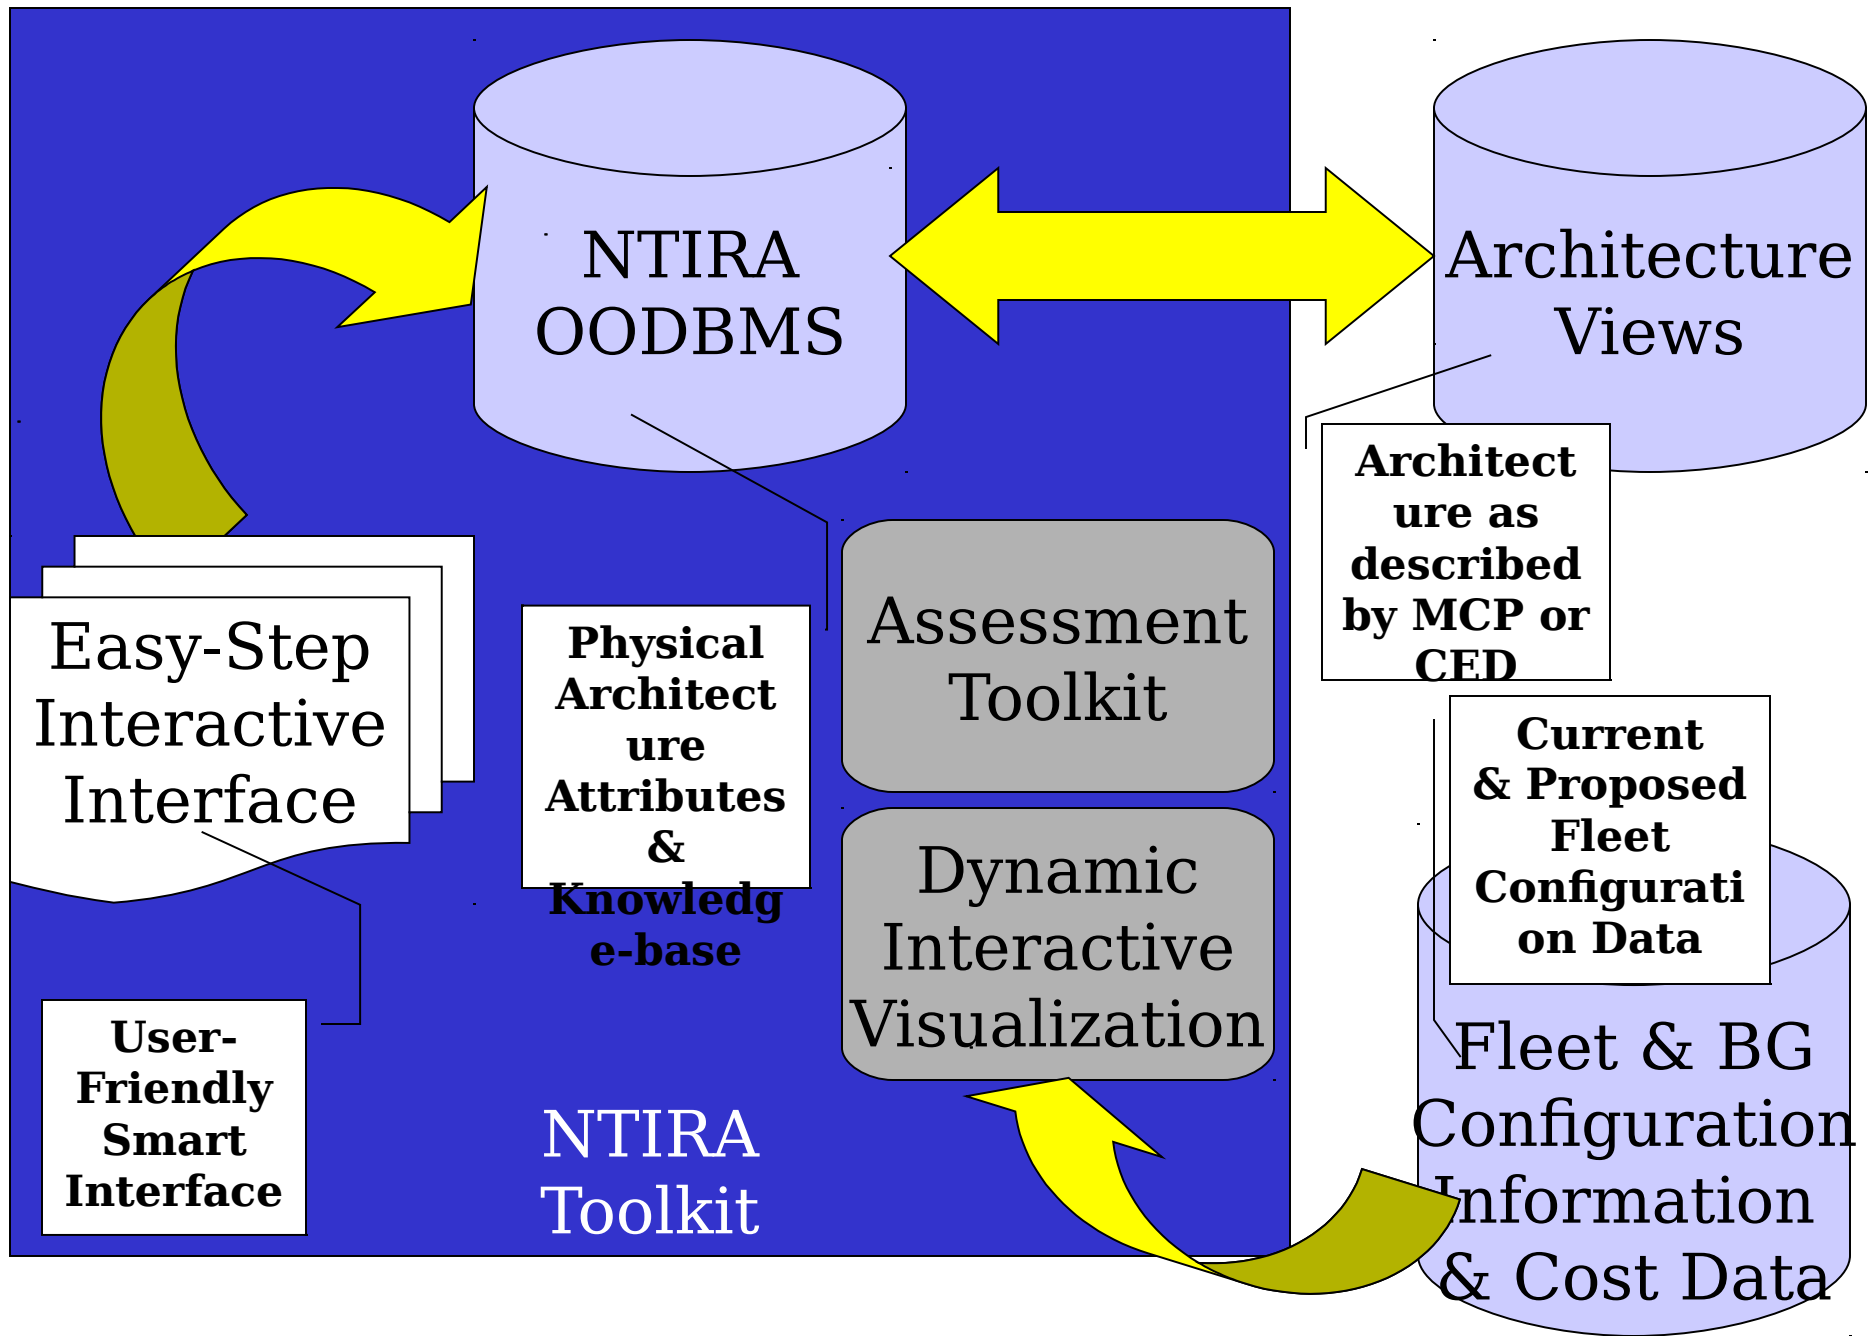 NTIRA
OODBMS
Architecture
Views
Architect
ure as
described
by MCP or
CED
Easy-Step
Interactive
Interface
Physical
Architect
ure
Attributes
&
Knowledg
e-base
Assessment
Toolkit
Current
& Proposed
Fleet
Configurati
on Data
Dynamic
Interactive
Visualization
User-
Friendly
Smart
Interface
NTIRA
Toolkit
Fleet & BG
Configuration
Information
& Cost Data